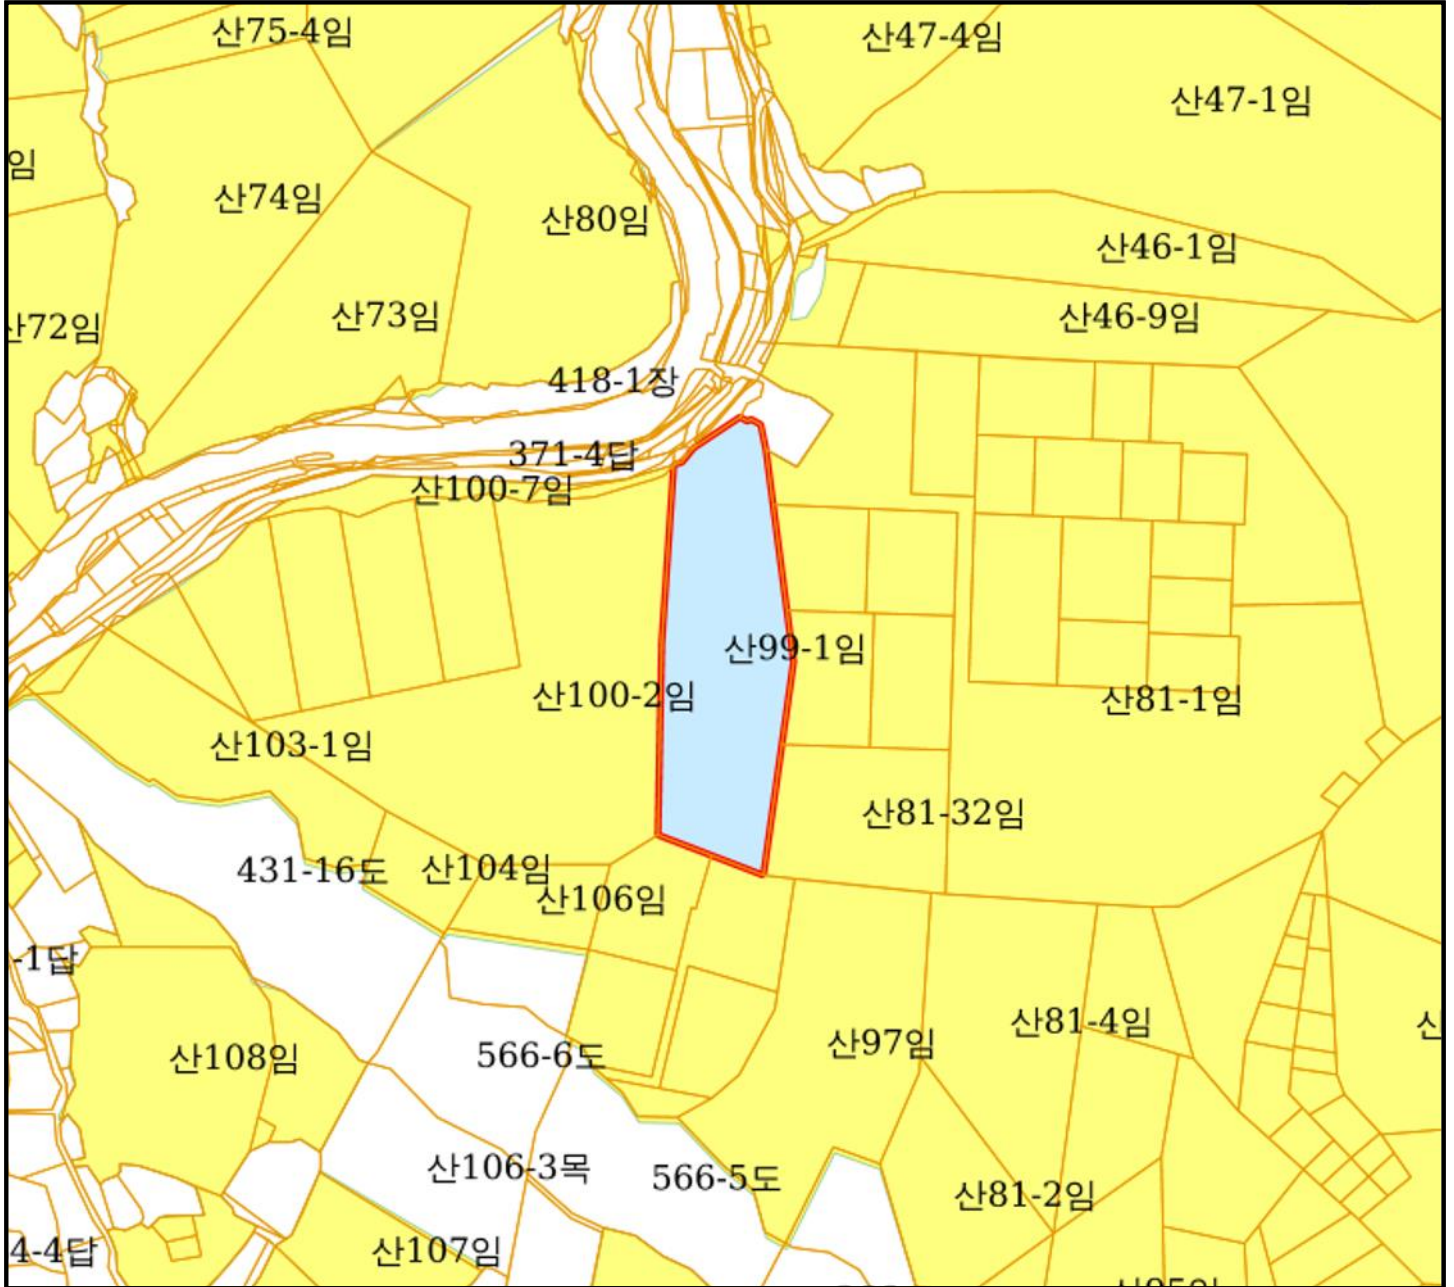 산75-4임
산47-4임
산47-1임
임
산74임
산80임
산46-1임
산72임
산73임
산46-9임
418-1장
371-4답
산100-7임
산99-1임
산100-2임
산81-1임
산103-1임
산81-32임
431-16도
산104임
산106임
-1답
산81-4임
산
산97임
산108임
566-6도
산106-3목
566-5도
산81-2임
4-4답
산107임